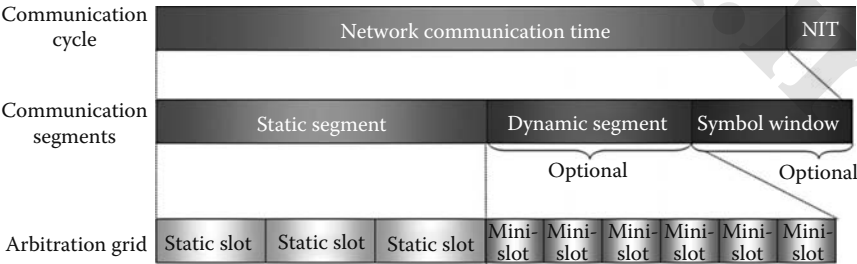 Communication
cycle
Network communication time
NIT
Communication
segments
Static segment
Dynamic segment
Symbol window
Optional
Optional
Arbitration grid
Static slot
Static slot
Static slot
Mini-
slot
Mini-
slot
Mini-
slot
Mini-
slot
Mini-
slot
Mini-
slot